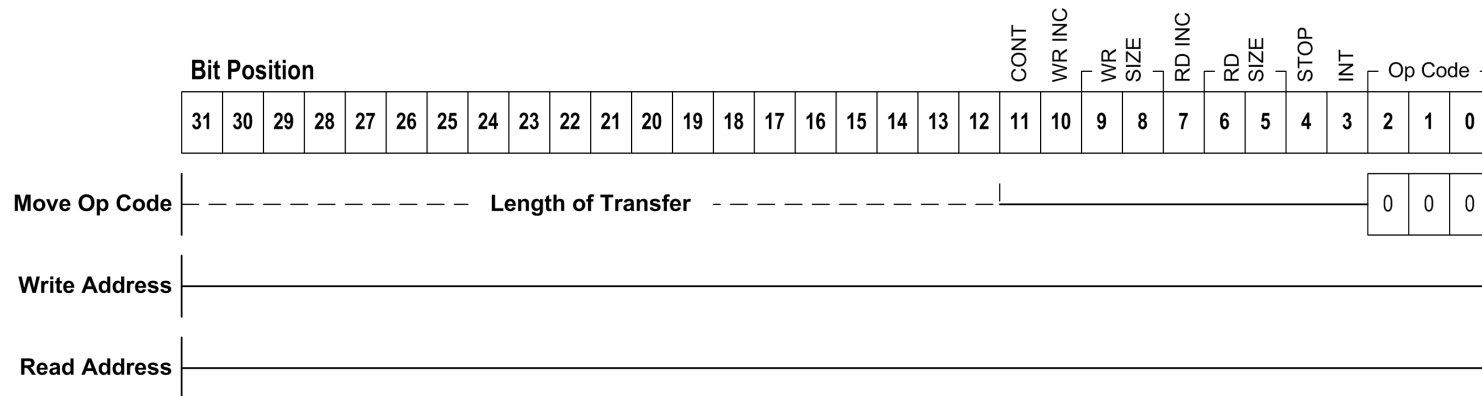 Bit Position
CONT
WR INC
WR
SIZE
RD INC
RD
SIZE
STOP
INT
Op Code
31 30 29 28 27 26 25 24 23 22 21 20 19 18 17 16 15 14 13 12 11 10 9 8 7 6 5 4 3 2 1 0
Move Op Code Length of Transfer 0 0 0
Write Address
Read Address